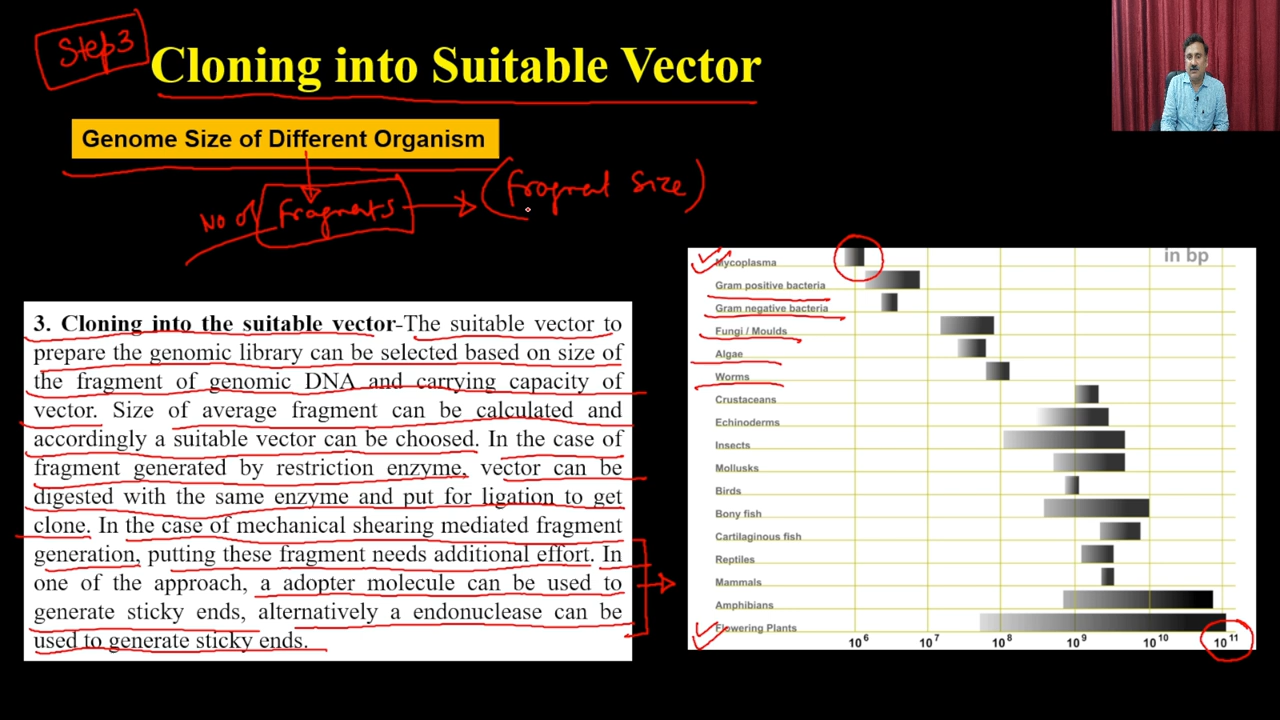 Step3
Cloning into Suitable Vector
Genome Size of Different Organism
No of Fragments
(Fragmal Size)
3. Cloning into the suitable vector-The suitable vector to
prepare the genomic library can be selected based on size of
the fragment of genomic DNA and carrying capacity of
vector. Size of average fragment can be calculated and
accordingly a suitable vector can be choosed. In the case of
fragment generated by restriction enzyme, vector can be
digested with the same enzyme and put for ligation to get
clone. In the case of mechanical shearing mediated fragment
generation, putting these fragment needs additional effort. In
one of the approach, a adopter molecule can be used to
generate sticky ends, alternatively a endonuclease can be
used to generate sticky ends.
in bp
Mycoplasma
Gram positive bacteria
Gram negative bacteria
Fungi / Moulds
Algae
Worms
Crustaceans
Echinoderms
Insects
Mollusks
Birds
Bony fish
Cartilaginous fish
Reptiles
Mammals
Amphibians
Flowering Plants
10⁶ 10⁷ 10⁸ 10⁹ 10¹⁰ 10¹¹